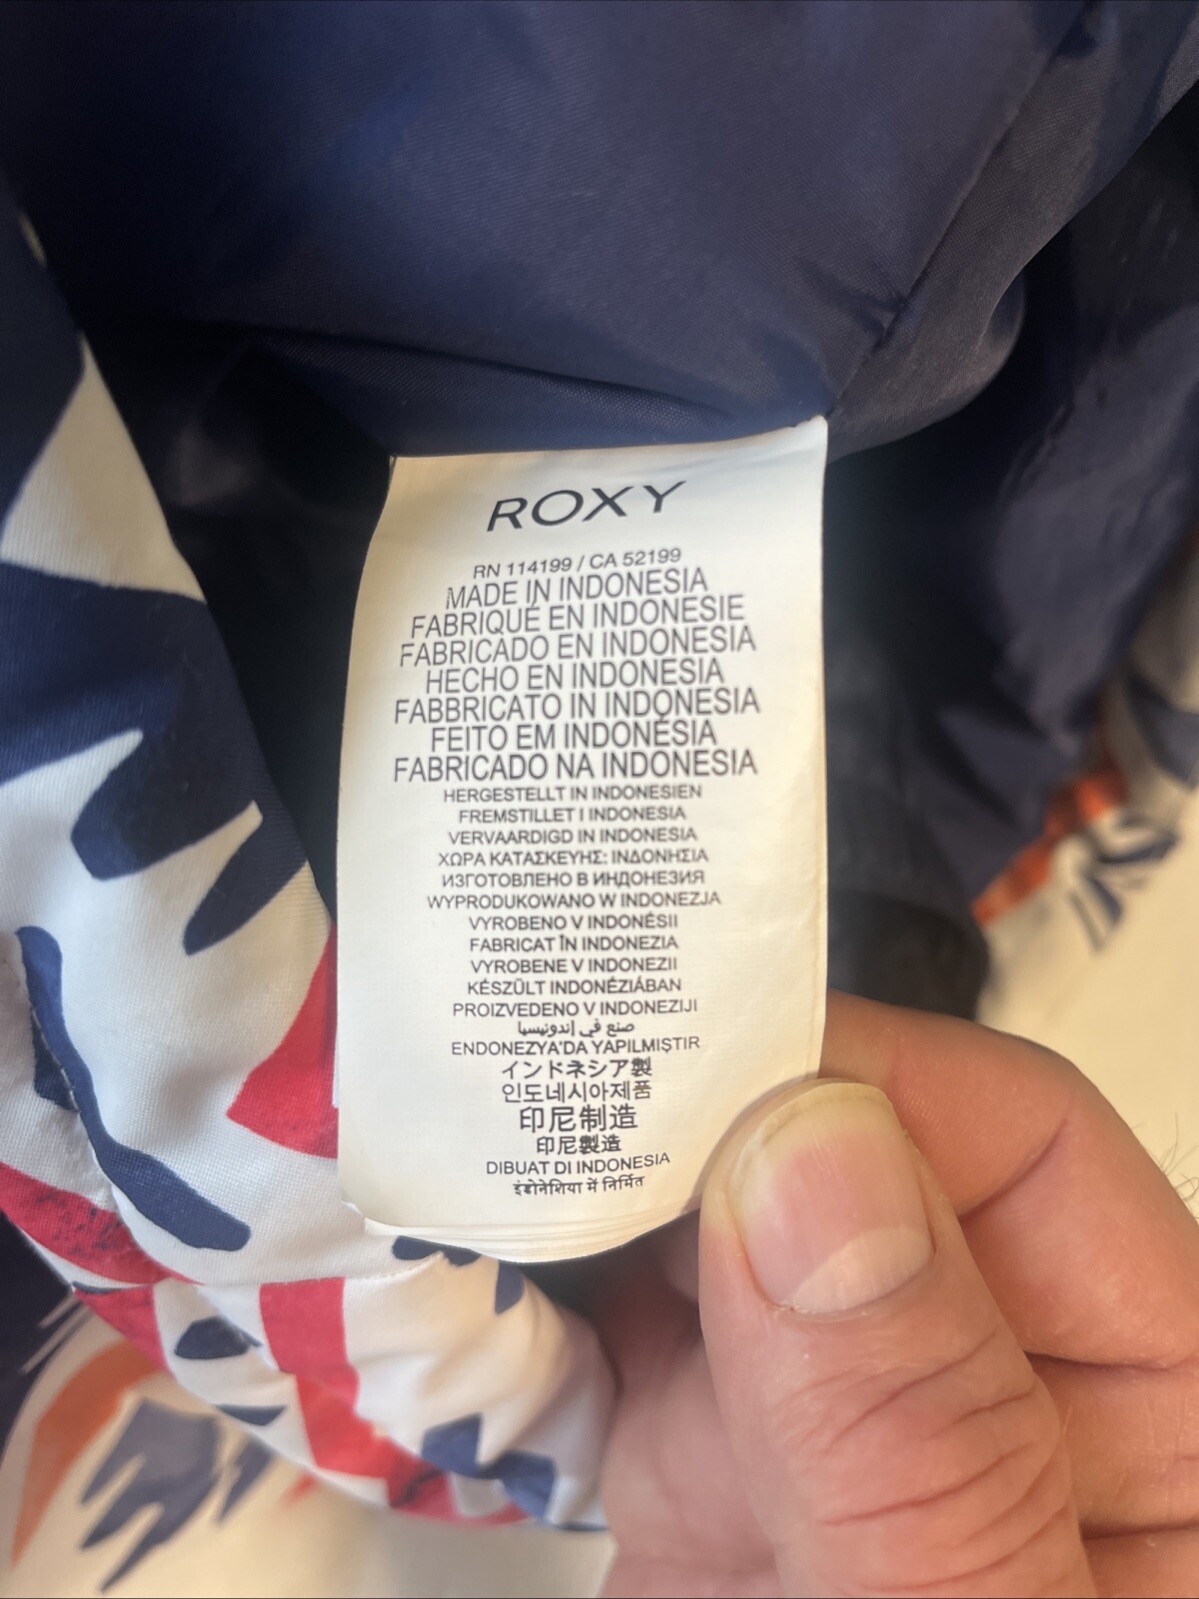 ROXY
RN 114199 / CA 52199
MADE IN INDONESIA
FABRIQUÉ EN INDONESIE
FABRICADO EN INDONESIA
HECHO EN INDONESIA
FABBRICATO IN INDONESIA
FEITO EM INDONÉSIA
FABRICADO NA INDONESIA
HERGESTELLT IN INDONESIEN
FREMSTILLET I INDONESIA
VERVAARDIGD IN INDONESIA
ΧΩΡΑ ΚΑΤΑΣΚΕΥΗΣ: ΙΝΔΟΝΗΣΙΑ
ИЗГОТОВЛЕНО В ИНДОНЕЗИЯ
WYPRODUKOWANO W INDONEZJA
VYROBENO V INDONÉSII
FABRICAT ÎN INDONEZIA
VYROBENE V INDONEZII
KÉSZÜLT INDONÉZIÁBAN
PROIZVEDENO V INDONEZIJI
صنع في إندونيسيا
ENDONEZYA'DA YAPILMIŞTIR
インドネシア製
인도네시아제품
印尼制造
印尼製造
DIBUAT DI INDONESIA
इंडोनेशिया में निर्मित